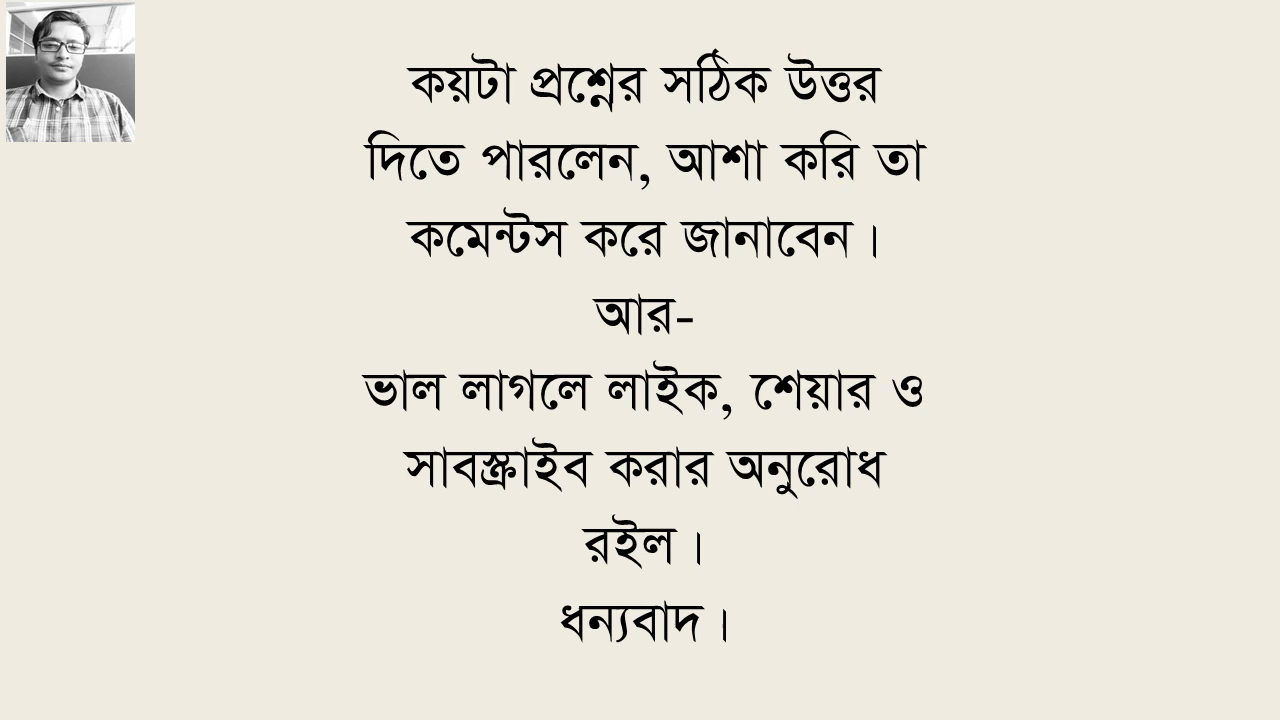 কয়টা প্রশ্নের সঠিক উত্তর
দিতে পারলেন, আশা করি তা
কমেন্টস করে জানাবেন।
আর-
ভাল লাগলে লাইক, শেয়ার ও
সাবস্ক্রাইব করার অনুরোধ
রইল।
ধন্যবাদ।